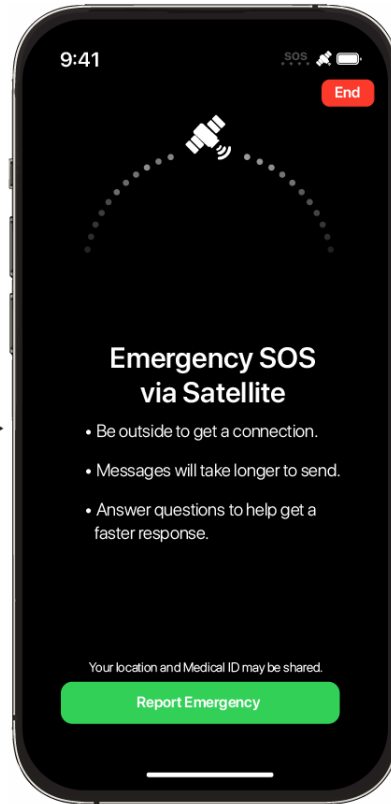 9:41
SOS
End
Emergency SOS
via Satellite
• Be outside to get a connection.
• Messages will take longer to send.
• Answer questions to help get a
faster response.
Your location and Medical ID may be shared.
Report Emergency